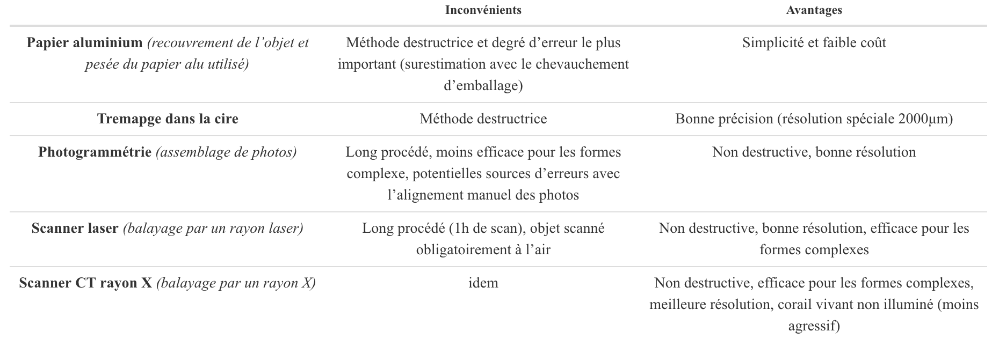 Inconvénients
Avantages
Papier aluminium (recouvrement de l’objet et
pesée du papier alu utilisé)
Méthode destructrice et degré d’erreur le plus
important (surestimation avec le chevauchement
d’emballage)
Simplicité et faible coût
Tremapge dans la cire
Méthode destructrice
Bonne précision (résolution spéciale 2000μm)
Photogrammétrie (assemblage de photos)
Long procédé, moins efficace pour les formes
complexe, potentielles sources d’erreurs avec
l’alignement manuel des photos
Non destructive, bonne résolution
Scanner laser (balayage par un rayon laser)
Long procédé (1h de scan), objet scanné
obligatoirement à l’air
Non destructive, bonne résolution, efficace pour les
formes complexes
Scanner CT rayon X (balayage par un rayon X)
idem
Non destructive, efficace pour les formes complexes,
meilleure résolution, corail vivant non illuminé (moins
agressif)